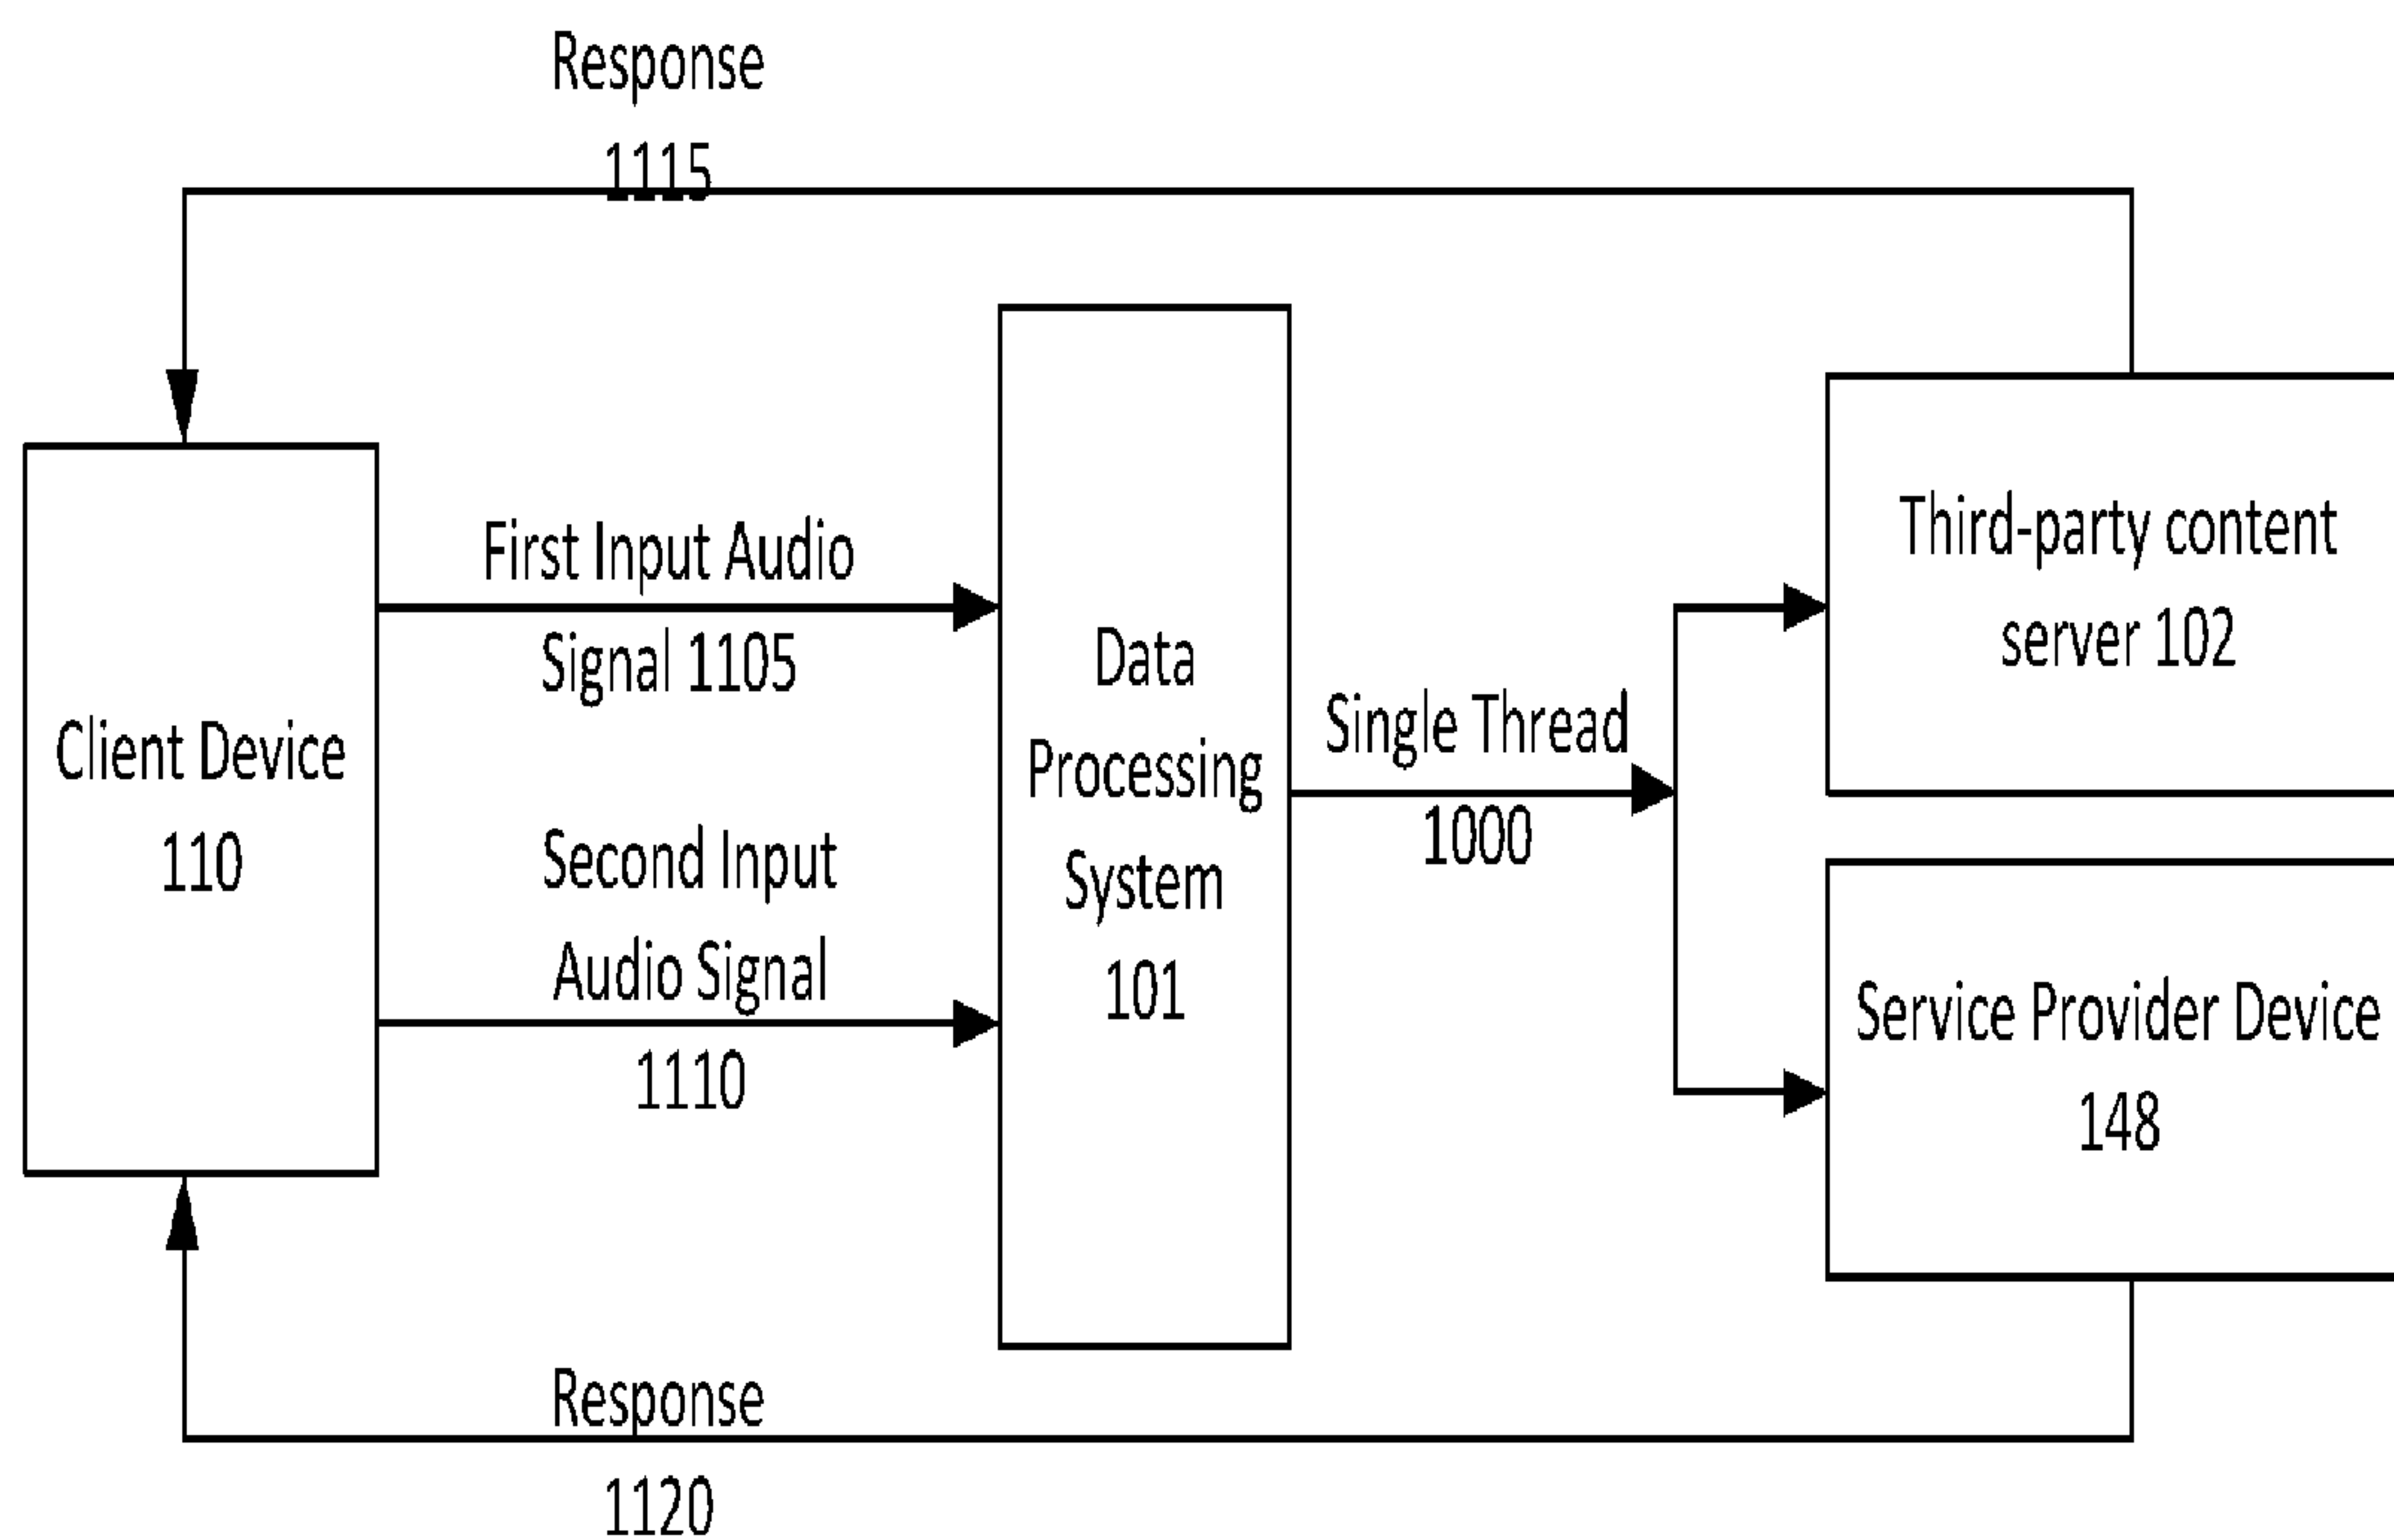 Response
1115
First Input Audio
Signal 1105
Client Device
110
Second Input
Audio Signal
1110
Data
Processing
System
101
Single Thread
1000
Third-party content
server 102
Service Provider Device
148
Response
1120